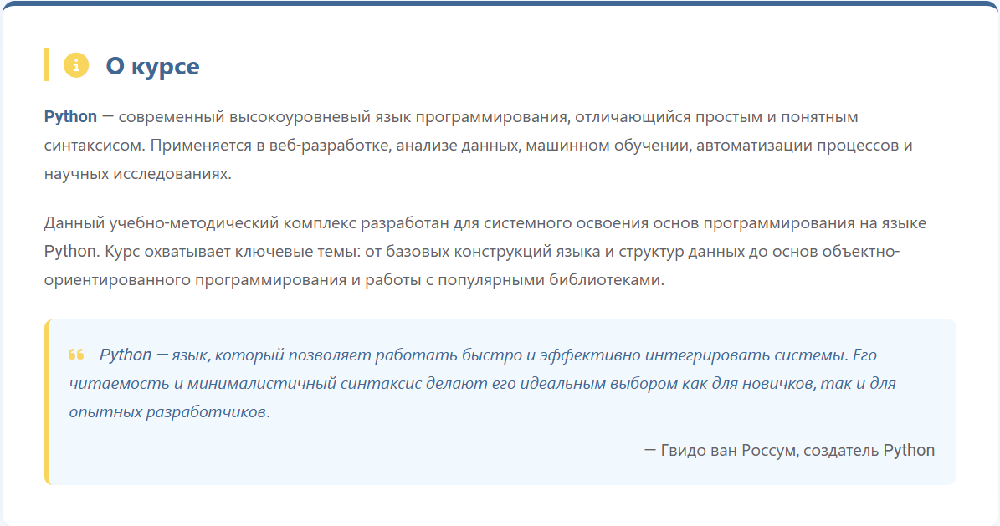 О курсе
Python — современный высокоуровневый язык программирования, отличающийся простым и понятным
синтаксисом. Применяется в веб-разработке, анализе данных, машинном обучении, автоматизации процессов и
научных исследованиях.
Данный учебно-методический комплекс разработан для системного освоения основ программирования на языке
Python. Курс охватывает ключевые темы: от базовых конструкций языка и структур данных до основ объектно-
ориентированного программирования и работы с популярными библиотеками.
Python — язык, который позволяет работать быстро и эффективно интегрировать системы. Его
читаемость и минималистичный синтаксис делают его идеальным выбором как для новичков, так и для
опытных разработчиков.
— Гвидо ван Россум, создатель Python